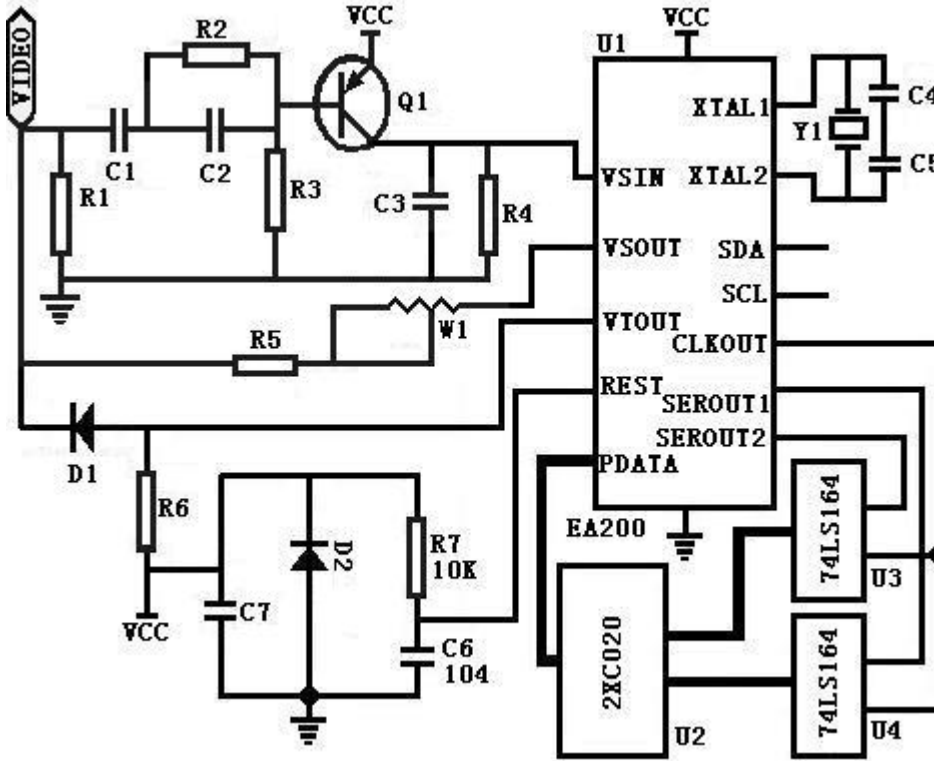 VIDEO
R2
VCC
Q1
U1
VCC
XTAL1
Y1
C4
C1
C2
R1
R3
C3
R4
VSIN
XTAL2
C5
VSOUT
SDA
SCL
W1
VTOUT
R5
CLKOUT
REST
SEROUT1
SEROUT2
D1
PDATA
R6
EA200
D2
R7
10K
74LS164
U3
C7
VCC
C6
104
2XC020
U2
74LS164
U4